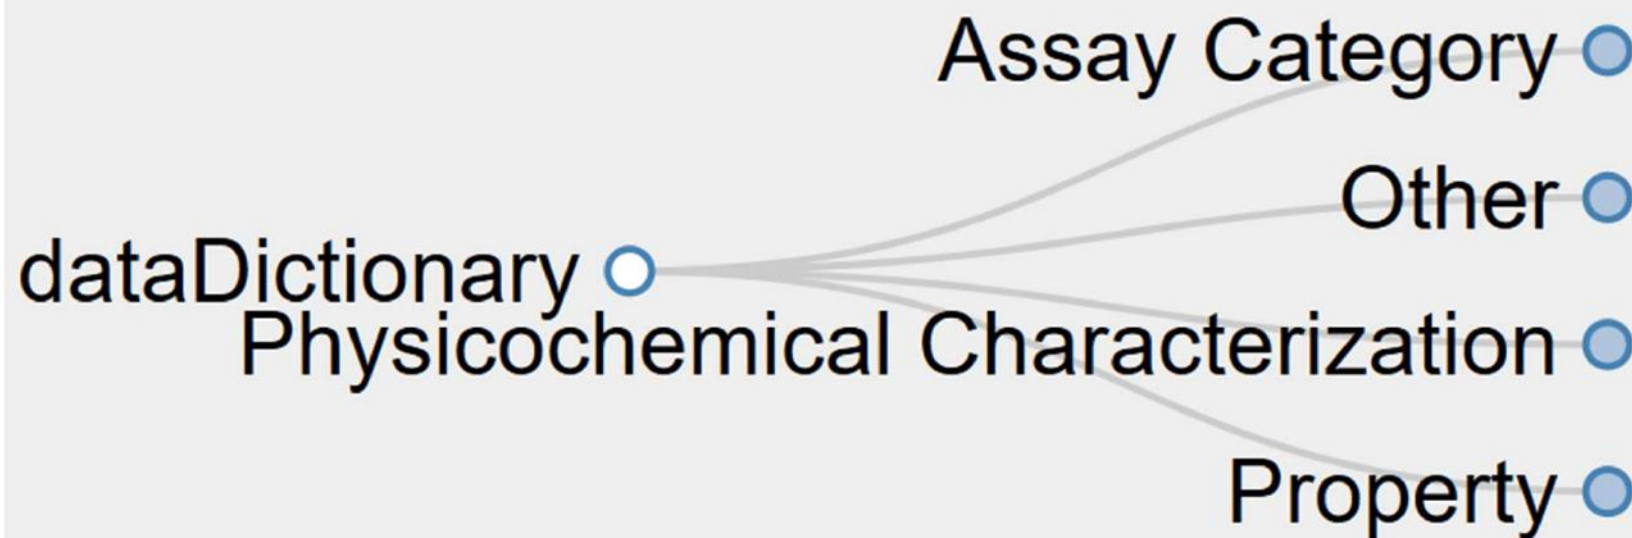 Assay Category
Other
dataDictionary
Physicochemical Characterization
Property